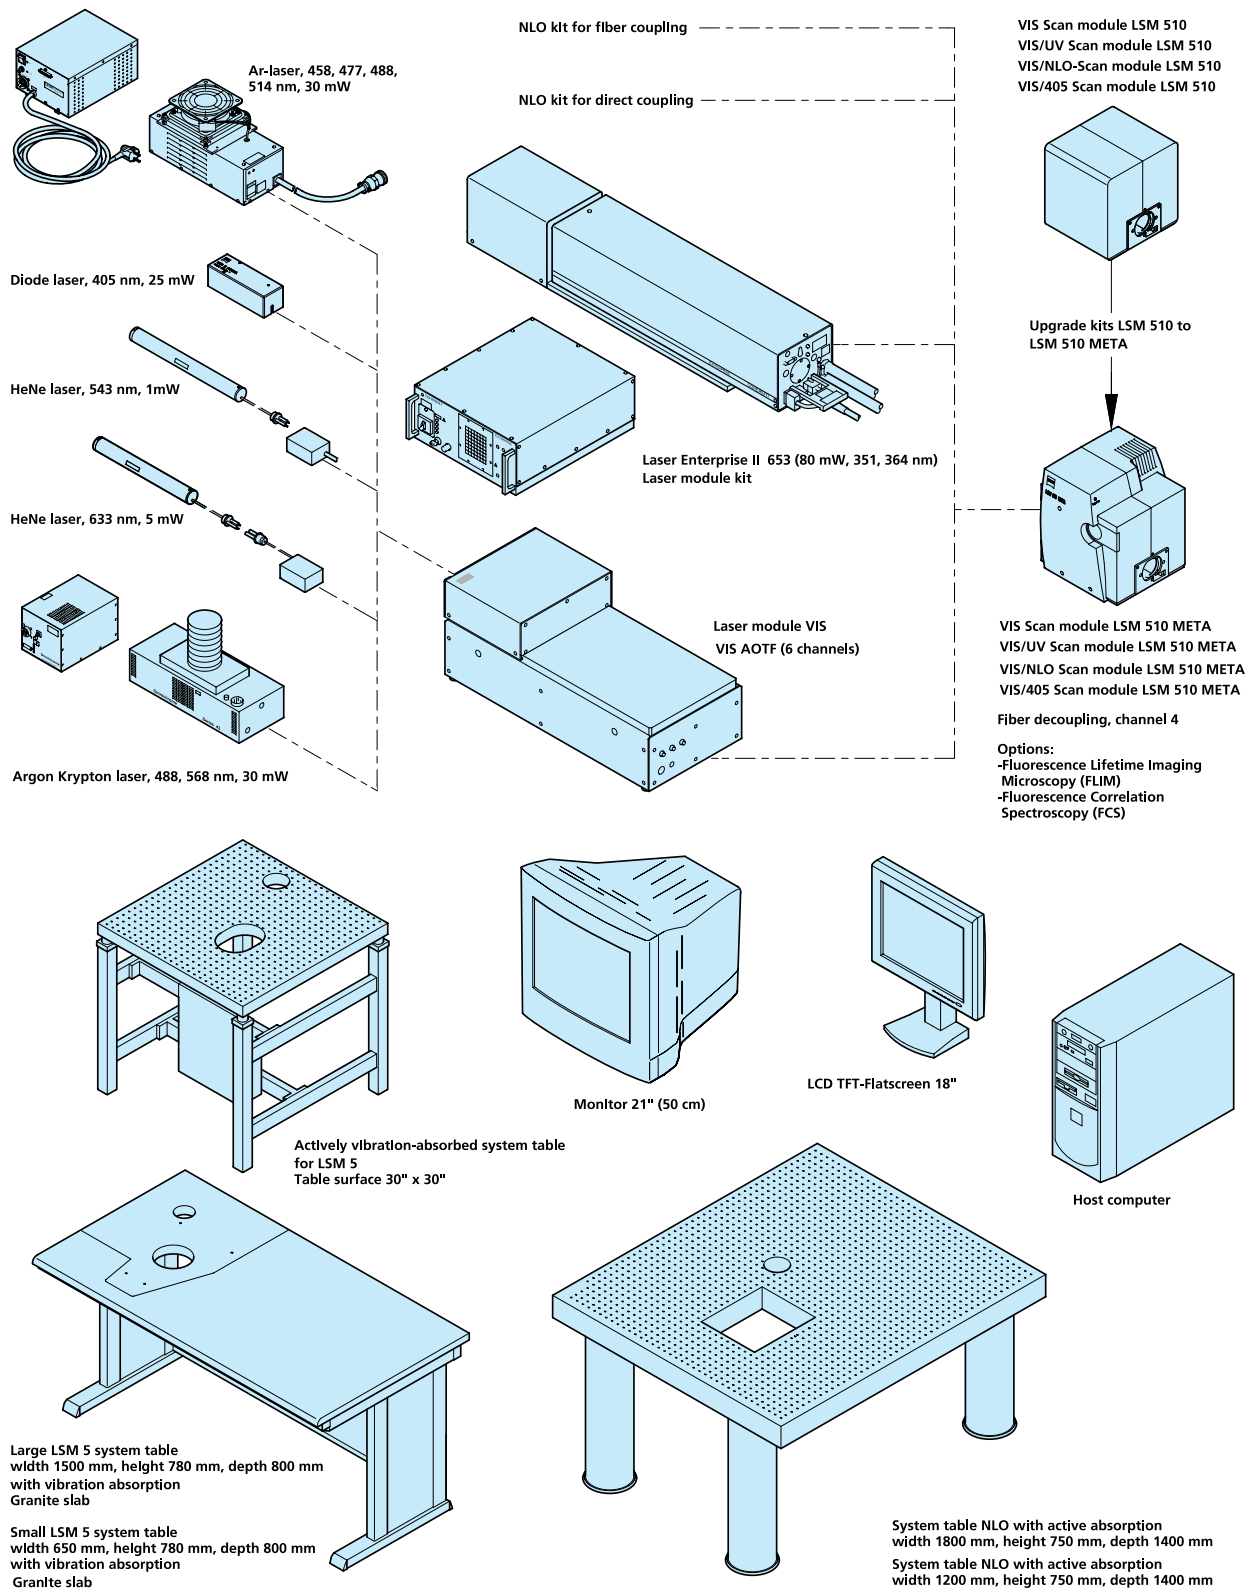 NLO kit for fiber coupling
VIS Scan module LSM 510
VIS/UV Scan module LSM 510
VIS/NLO-Scan module LSM 510
VIS/405 Scan module LSM 510
Ar-laser, 458, 477, 488,
514 nm, 30 mW
NLO kit for direct coupling
Diode laser, 405 nm, 25 mW
Upgrade kits LSM 510 to
LSM 510 META
HeNe laser, 543 nm, 1mW
Laser Enterprise II 653 (80 mW, 351, 364 nm)
Laser module kit
HeNe laser, 633 nm, 5 mW
Laser module VIS
VIS AOTF (6 channels)
VIS Scan module LSM 510 META
VIS/UV Scan module LSM 510 META
VIS/NLO Scan module LSM 510 META
VIS/405 Scan module LSM 510 META
Fiber decoupling, channel 4
Options:
-Fluorescence Lifetime Imaging
Microscopy (FLIM)
-Fluorescence Correlation
Spectroscopy (FCS)
Argon Krypton laser, 488, 568 nm, 30 mW
LCD TFT-Flatscreen 18"
Monitor 21" (50 cm)
Actively vibration-absorbed system table
for LSM 5
Table surface 30" x 30"
Host computer
Large LSM 5 system table
width 1500 mm, height 780 mm, depth 800 mm
with vibration absorption
Granite slab
Small LSM 5 system table
width 650 mm, height 780 mm, depth 800 mm
with vibration absorption
Granite slab
System table NLO with active absorption
width 1800 mm, height 750 mm, depth 1400 mm
System table NLO with active absorption
width 1200 mm, height 750 mm, depth 1400 mm